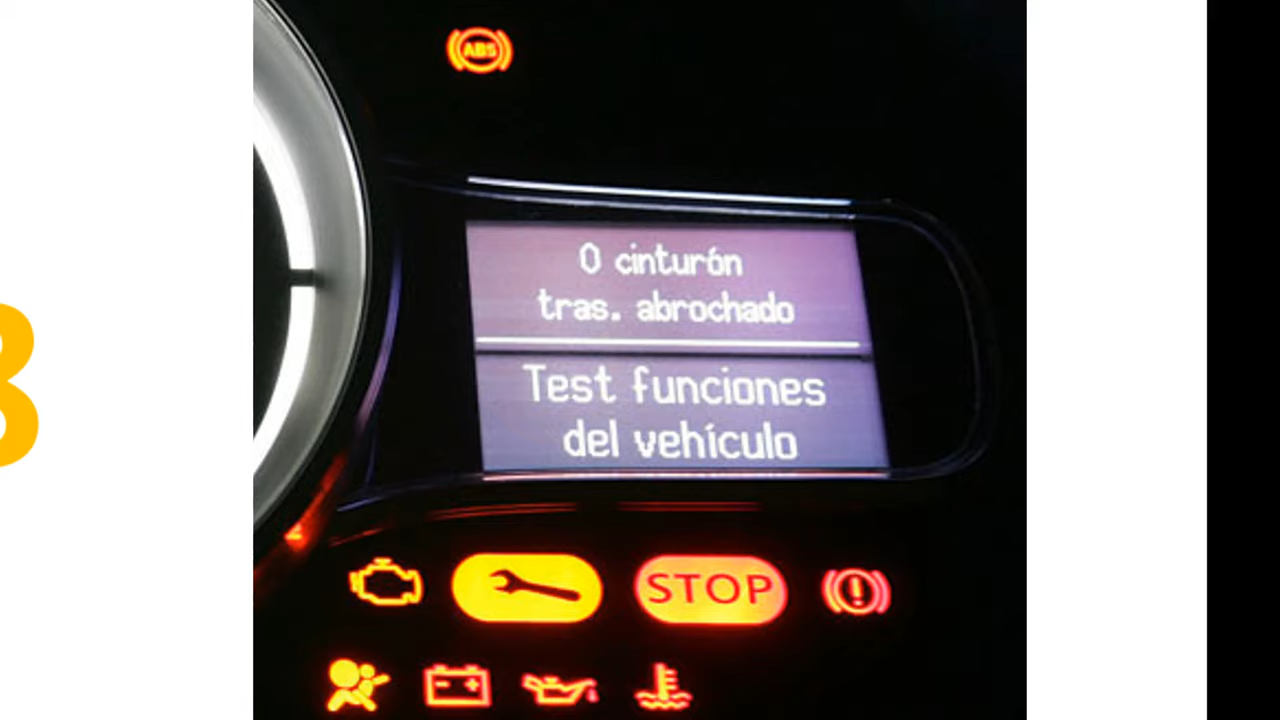 ABS
0 cinturón
tras. abrochado
Test funciones
del vehículo
STOP